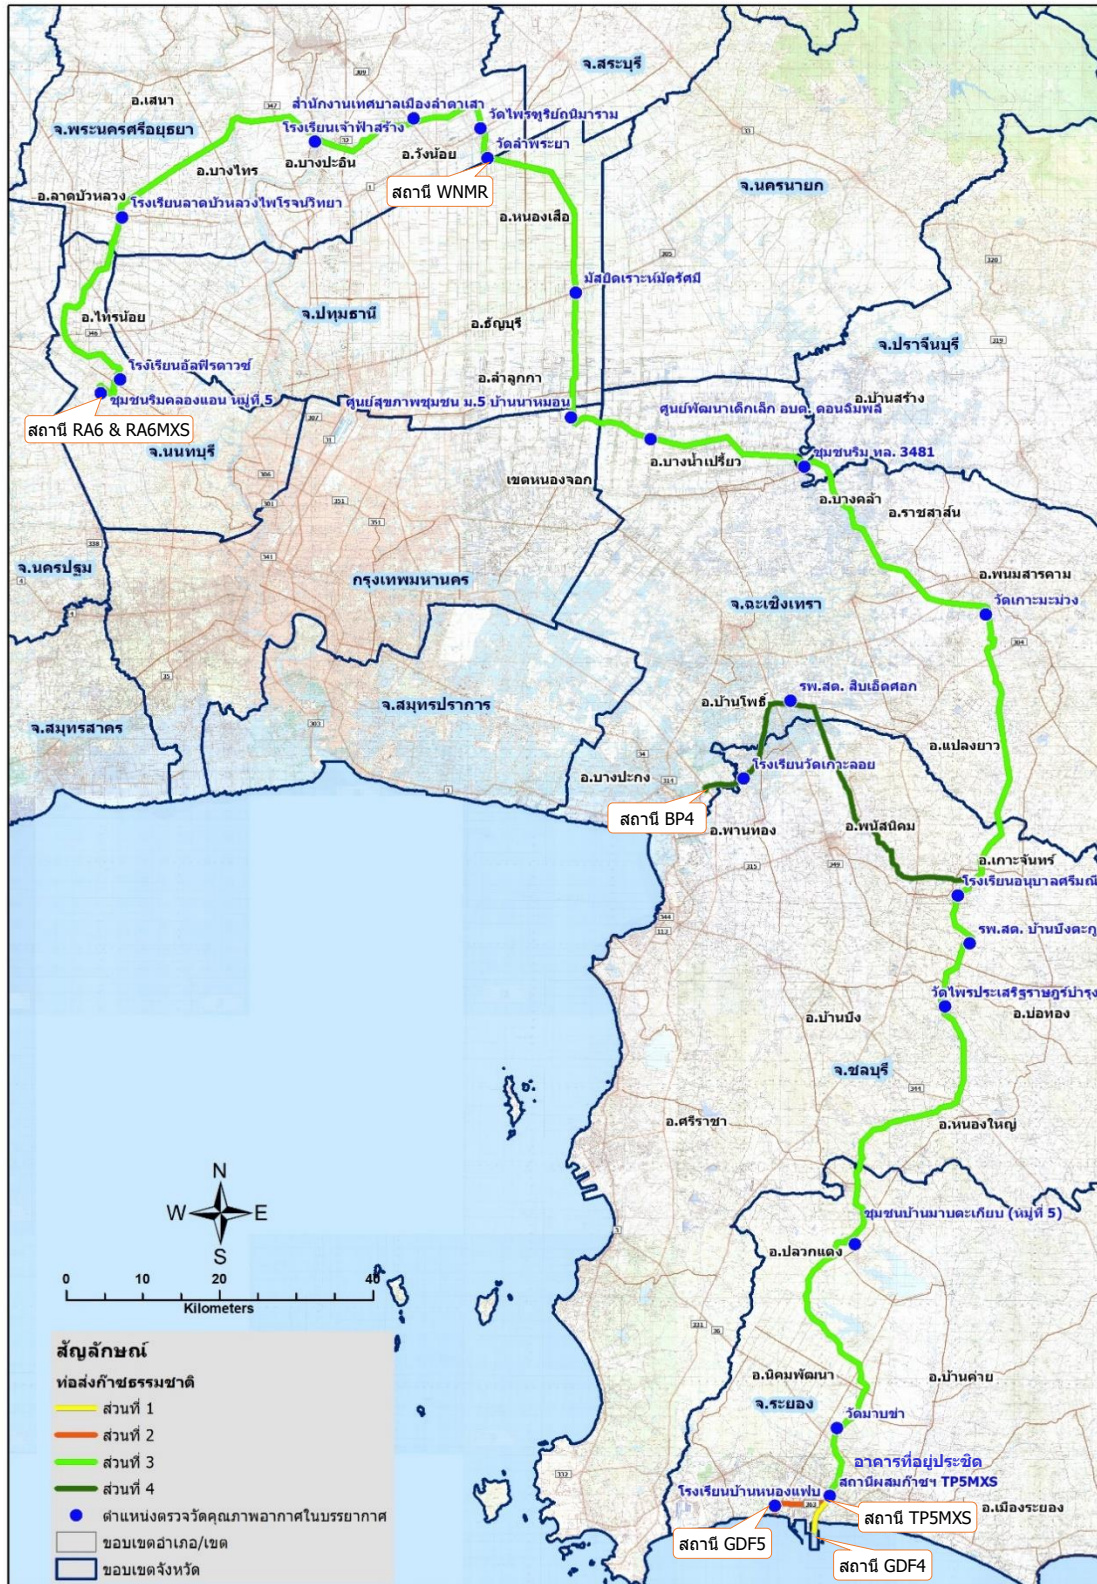 จ.สระบุรี
อ.เสนา
สำนักงานเทศบาลเมืองลำตาเสา
จ.พระนครศรีอยุธยา
โรงเรียนเจ้าฟ้าสร้าง
วัดไพรฑูริย์ถนิมาราม
อ.บางปะอิน
อ.วังน้อย
วัดลำพระยา
อ.บางไทร
สถานี WNMR
จ.นครนายก
อ.ลาดบัวหลวง
โรงเรียนลาดบัวหลวงไพโรจน์วิทยา
อ.หนองเสือ
มัสยิดเราะห์มัดรัศมี
อ.ไทรน้อย
จ.ปทุมธานี
อ.ธัญบุรี
จ.ปราจีนบุรี
โรงเรียนอัลฟิรดาวซ์
อ.ลำลูกกา
อ.บ้านสร้าง
ชุมชนริมคลองแอน หมู่ที่ 5
ศูนย์สุขภาพชุมชน ม.5 บ้านนาหมอน
ศูนย์พัฒนาเด็กเล็ก อบต. ดอนฉิมพลี
สถานี RA6 & RA6MXS
จ.นนทบุรี
อ.บางน้ำเปรี้ยว
ชุมชนริม ทล. 3481
เขตหนองจอก
อ.บางคล้า
อ.ราชสาส์น
จ.นครปฐม
กรุงเทพมหานคร
อ.พนมสารคาม
จ.ฉะเชิงเทรา
วัดเกาะมะม่วง
จ.สมุทรสาคร
จ.สมุทรปราการ
อ.บ้านโพธิ์
รพ.สต. สิบเอ็ดศอก
อ.แปลงยาว
อ.บางปะกง
โรงเรียนวัดเกาะลอย
สถานี BP4
อ.พานทอง
อ.พนัสนิคม
อ.เกาะจันทร์
โรงเรียนอนุบาลศรีมณี
รพ.สต. บ้านบึงตะกู
วัดไพรประเสริฐราษฎร์บำรุง
อ.บ้านบึง
อ.บ่อทอง
จ.ชลบุรี
อ.ศรีราชา
อ.หนองใหญ่
N
W E
S
ชุมชนบ้านมาบตะเกียบ (หมู่ที่ 5)
อ.ปลวกแดง
0 10 20 40
Kilometers
สัญลักษณ์
ท่อส่งก๊าซธรรมชาติ
ส่วนที่ 1
ส่วนที่ 2
ส่วนที่ 3
ส่วนที่ 4
ตำแหน่งตรวจวัดคุณภาพอากาศในบรรยากาศ
ขอบเขตอำเภอ/เขต
ขอบเขตจังหวัด
อ.นิคมพัฒนา
อ.บ้านค่าย
จ.ระยอง
วัดมาบข่า
อาคารที่อยู่ประชิด
สถานีผสมก๊าซฯ TP5MXS
โรงเรียนบ้านหนองแฟบ
อ.เมืองระยอง
สถานี TP5MXS
สถานี GDF5
สถานี GDF4